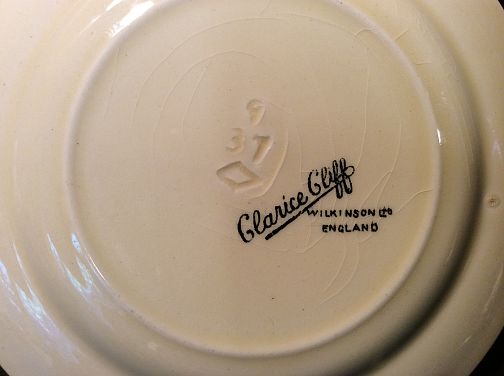 9
37
Clarice Cliff
WILKINSON LTD
ENGLAND